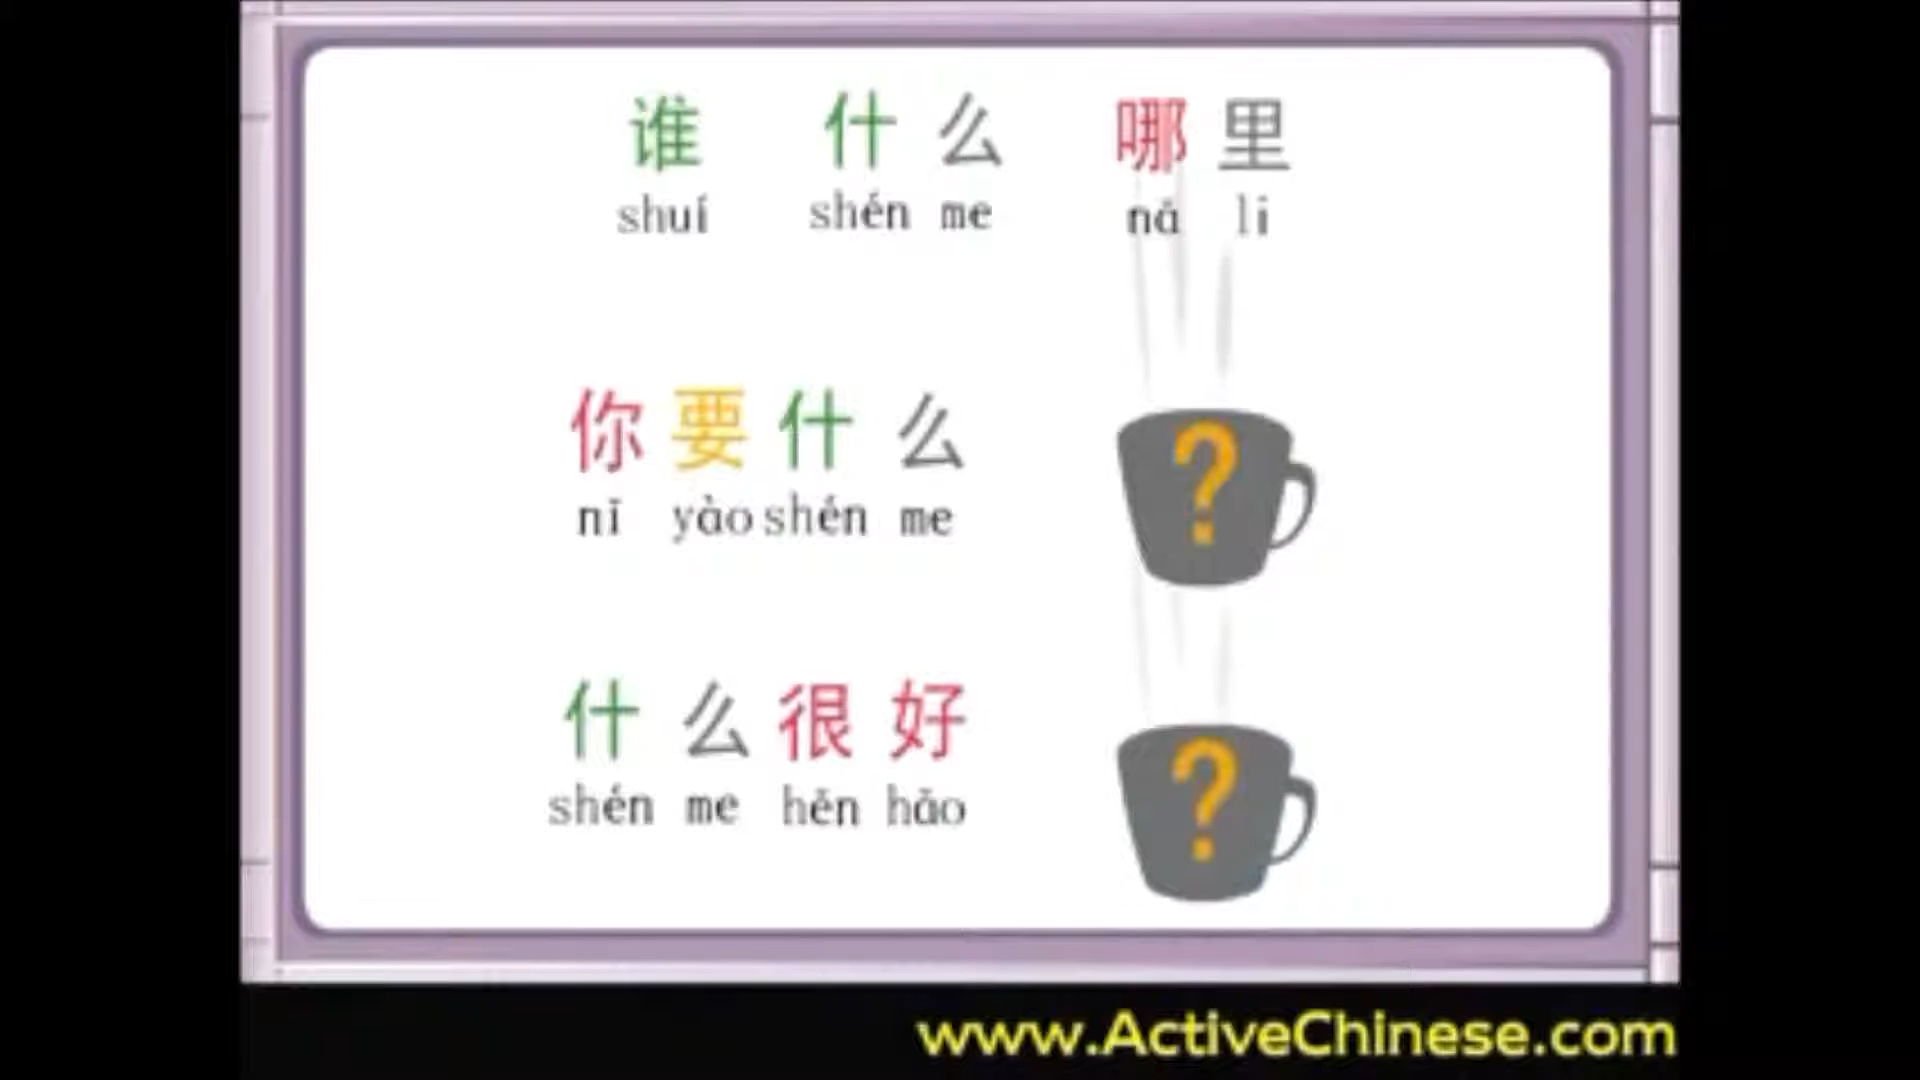 谁 什么 哪里
shuí shén me nǎ li
你要什么 ?
nǐ yào shén me
什么很好 ?
shén me hěn hǎo
www.ActiveChinese.com